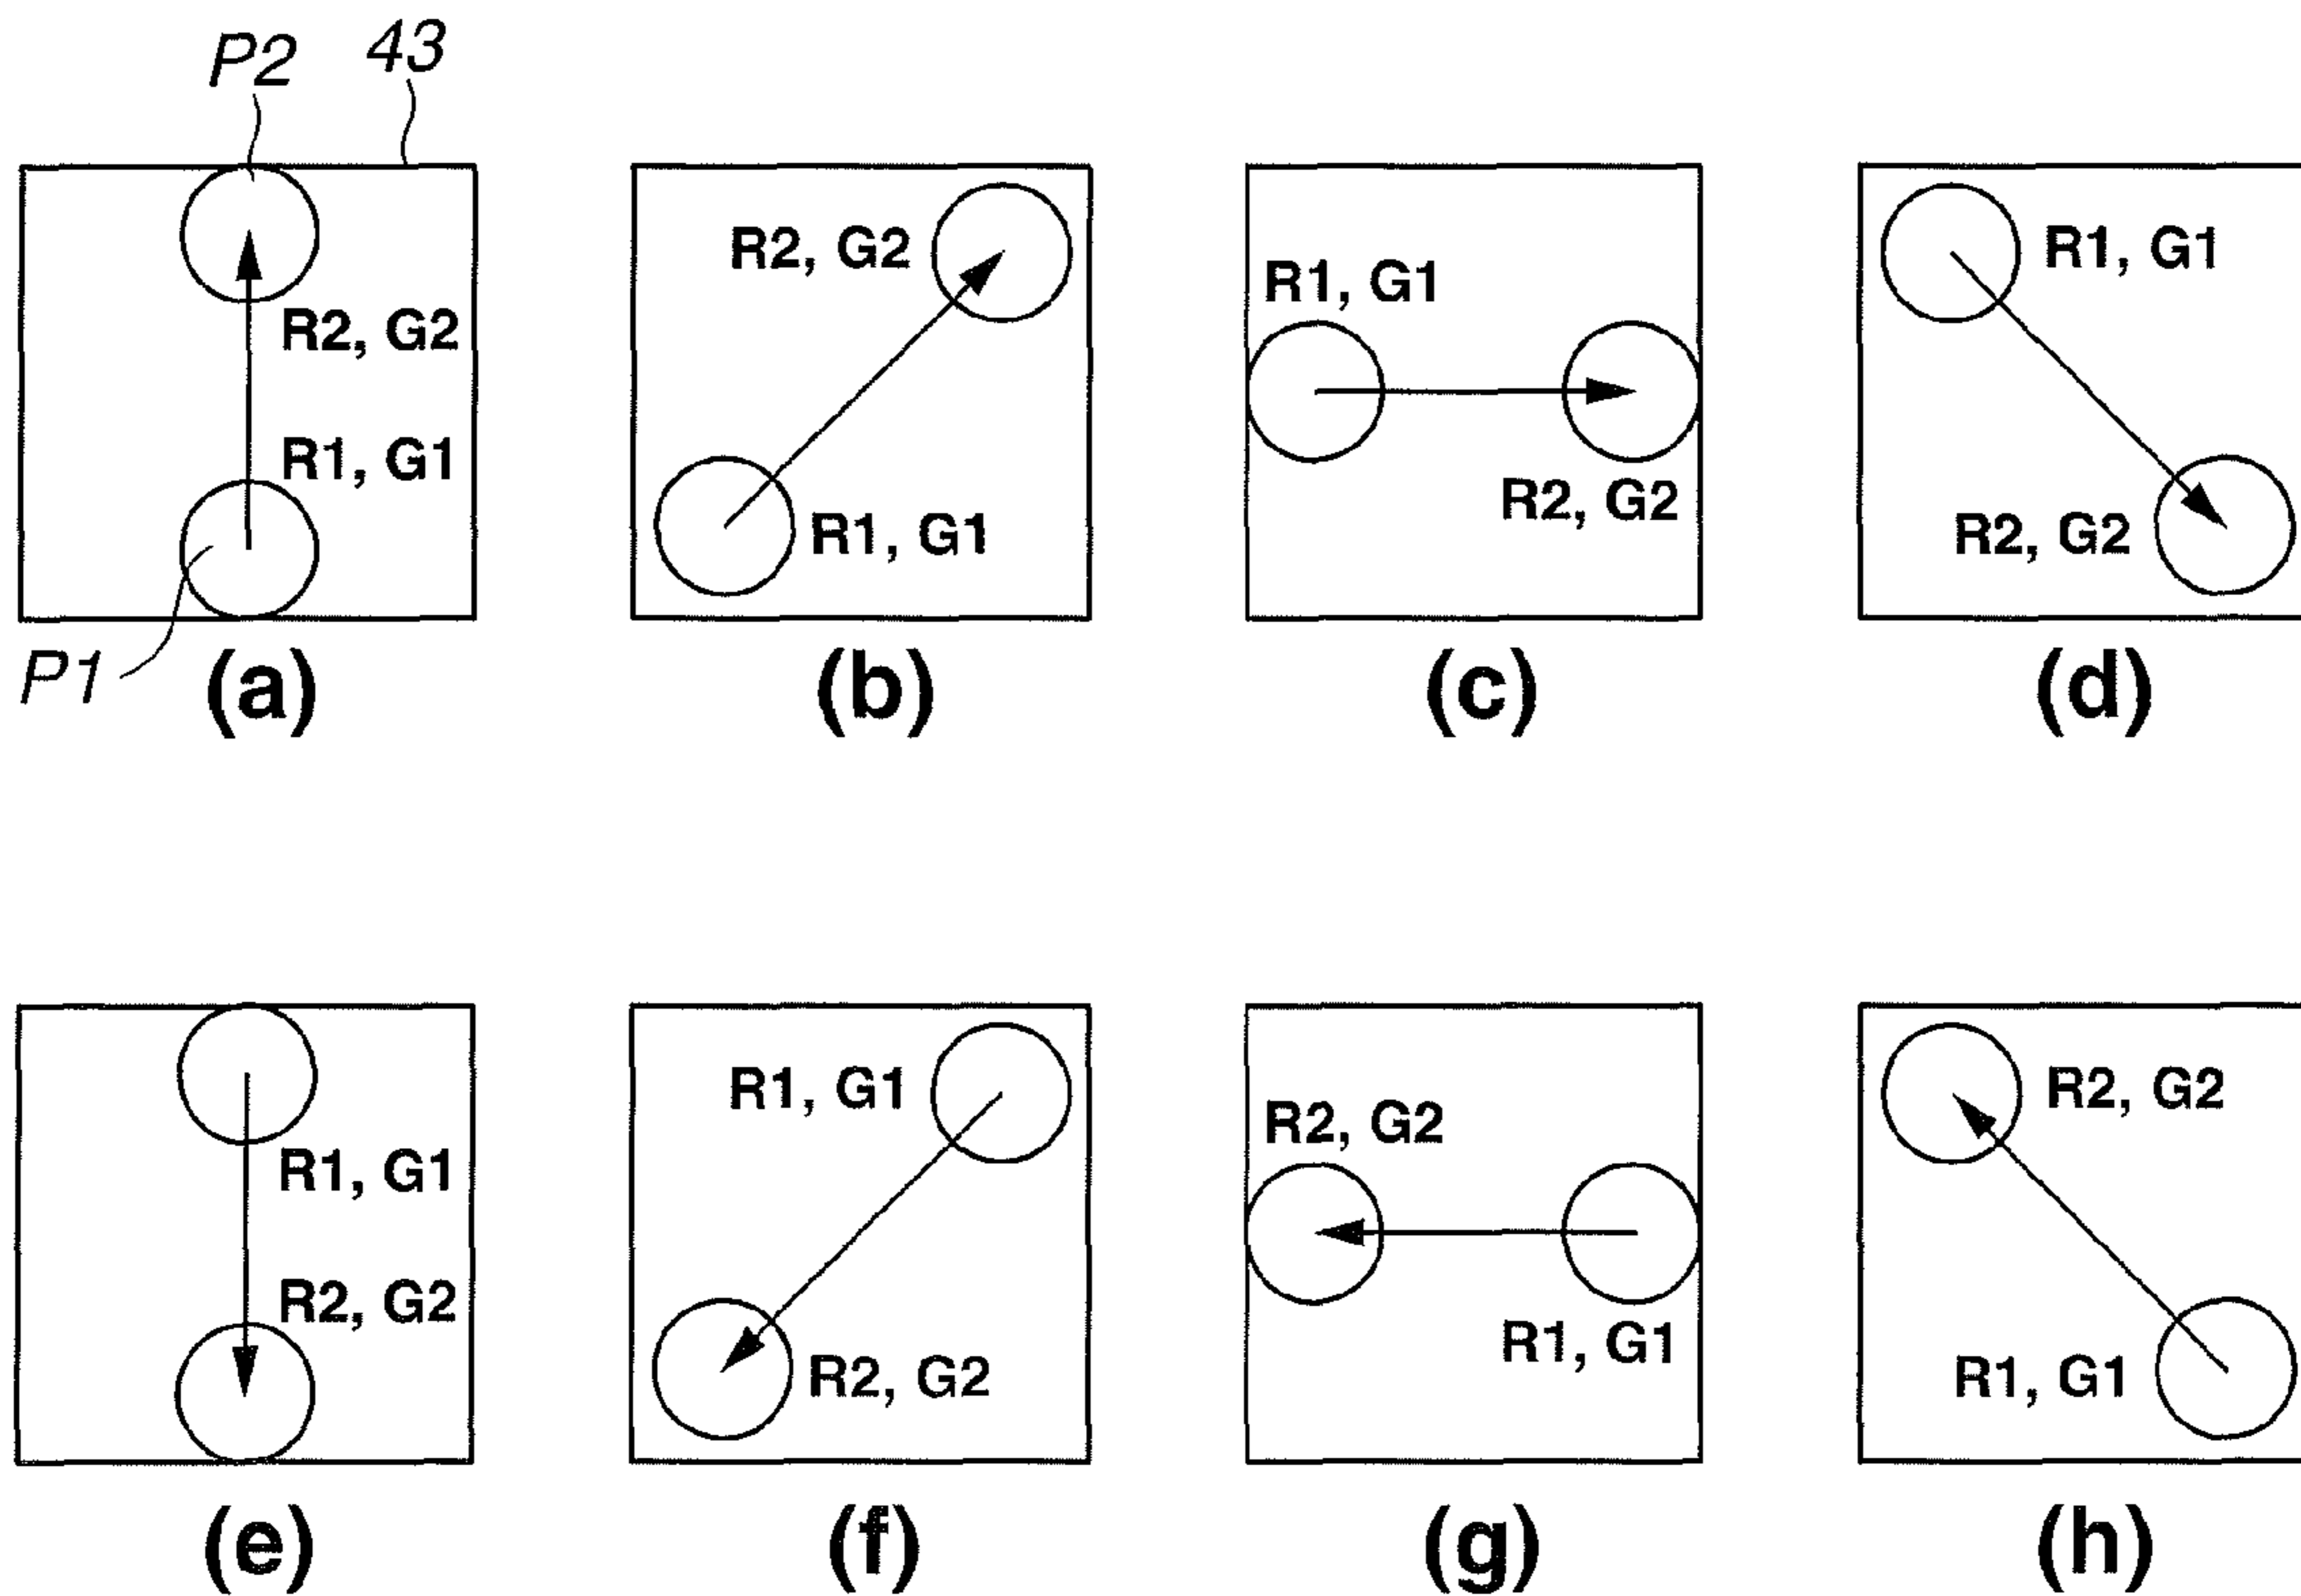 P2 43
R2, G2
R1, G1
P1
(a)
R2, G2
R1, G1
(b)
R1, G1
R2, G2
(c)
R1, G1
R2, G2
(d)
R1, G1
R2, G2
(e)
R1, G1
R2, G2
(f)
R2, G2
R1, G1
(g)
R2, G2
R1, G1
(h)